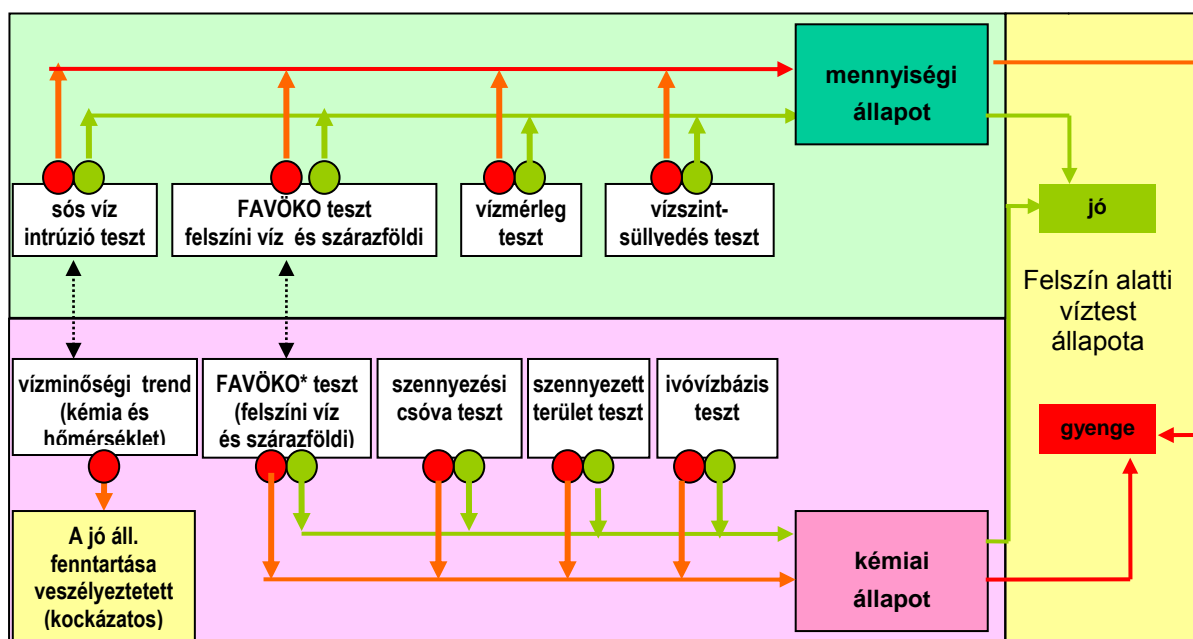 mennyiségi
állapot
sós víz
intrúzió teszt
FAVÖKO teszt
felszíni víz és szárazföldi
vízmérleg
teszt
vízszint-
süllyedés teszt
jó
Felszín alatti
víztest
állapota
gyenge
vízminőségi trend
(kémia és
hőmérséklet)
FAVÖKO* teszt
(felszíni víz
és szárazföldi)
szennyezési
csóva teszt
szennyezett
terület teszt
ivóvízbázis
teszt
A jó áll.
fenntartása
veszélyeztetett
(kockázatos)
kémiai
állapot